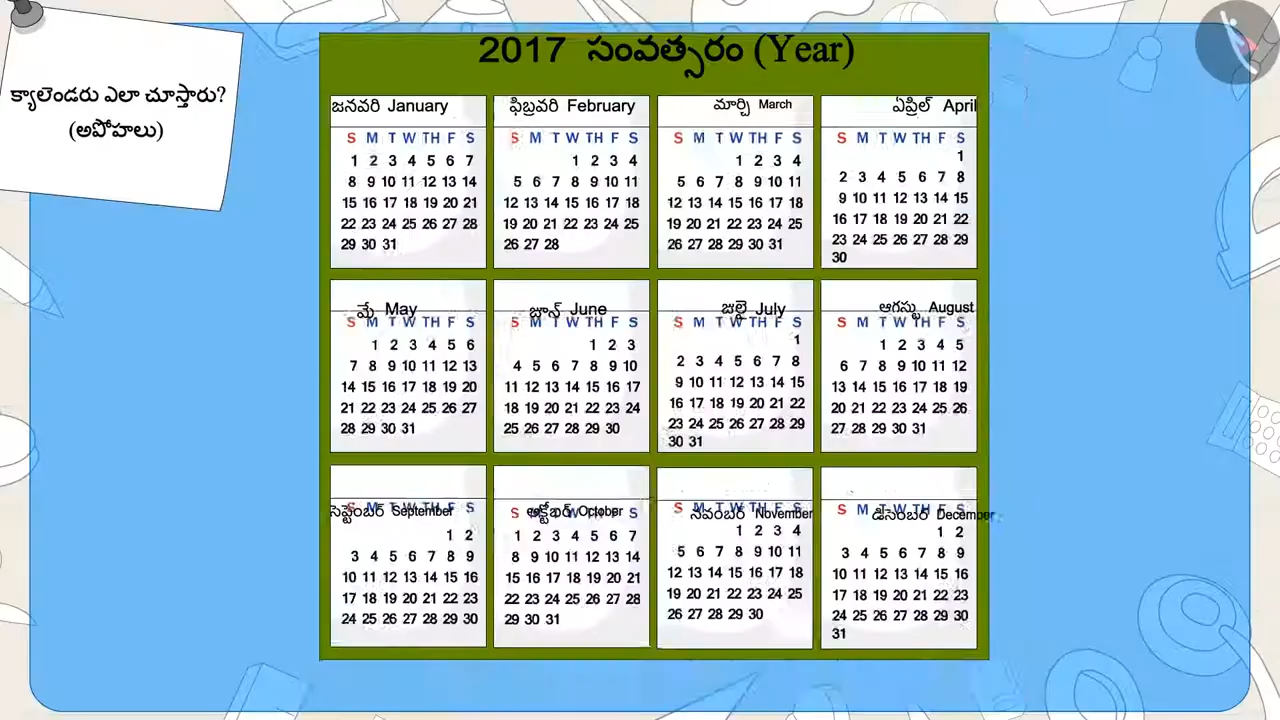 క్యాలెండరు ఎలా చూస్తారు?
(అపోహలు)
2017 సంవత్సరం (Year)
జనవరి January
S M T W TH F S
1 2 3 4 5 6 7
8 9 10 11 12 13 14
15 16 17 18 19 20 21
22 23 24 25 26 27 28
29 30 31
ఫిబ్రవరి February
S M T W TH F S
1 2 3 4
5 6 7 8 9 10 11
12 13 14 15 16 17 18
19 20 21 22 23 24 25
26 27 28
మార్చి March
S M T W TH F S
1 2 3 4
5 6 7 8 9 10 11
12 13 14 15 16 17 18
19 20 21 22 23 24 25
26 27 28 29 30 31
ఏప్రిల్ April
S M T W TH F S
1
2 3 4 5 6 7 8
9 10 11 12 13 14 15
16 17 18 19 20 21 22
23 24 25 26 27 28 29
30
మే May
S M T W TH F S
1 2 3 4 5 6
7 8 9 10 11 12 13
14 15 16 17 18 19 20
21 22 23 24 25 26 27
28 29 30 31
జూన్ June
S M T W TH F S
1 2 3
4 5 6 7 8 9 10
11 12 13 14 15 16 17
18 19 20 21 22 23 24
25 26 27 28 29 30
జులై July
S M T W TH F S
1
2 3 4 5 6 7 8
9 10 11 12 13 14 15
16 17 18 19 20 21 22
23 24 25 26 27 28 29
30 31
ఆగస్టు August
S M T W TH F S
1 2 3 4 5
6 7 8 9 10 11 12
13 14 15 16 17 18 19
20 21 22 23 24 25 26
27 28 29 30 31
సెప్టెంబర్ September
S M T W TH F S
1 2
3 4 5 6 7 8 9
10 11 12 13 14 15 16
17 18 19 20 21 22 23
24 25 26 27 28 29 30
అక్టోబర్ October
S M T W TH F S
1 2 3 4 5 6 7
8 9 10 11 12 13 14
15 16 17 18 19 20 21
22 23 24 25 26 27 28
29 30 31
నవంబర్ November
S M T W TH F S
1 2 3 4
5 6 7 8 9 10 11
12 13 14 15 16 17 18
19 20 21 22 23 24 25
26 27 28 29 30
డిసెంబర్ December
S M T W TH F S
1 2
3 4 5 6 7 8 9
10 11 12 13 14 15 16
17 18 19 20 21 22 23
24 25 26 27 28 29 30
31